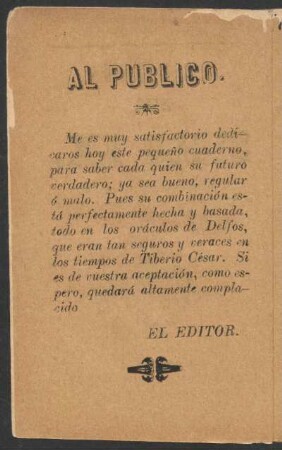 AL PUBLICO.
Me es muy satisfactorio dedi-
caros hoy este pequeño cuaderno,
para saber cada quien su futuro
verdadero; ya sea bueno, regular
ó malo. Pues su combinación es-
tá perfectamente hecha y basada,
todo en los oráculos de Delfos,
que eran tan seguros y veraces en
los tiempos de Tiberio César. Si
es de vuestra aceptación, como es-
pero, quedará altamente compla-
cido
EL EDITOR.